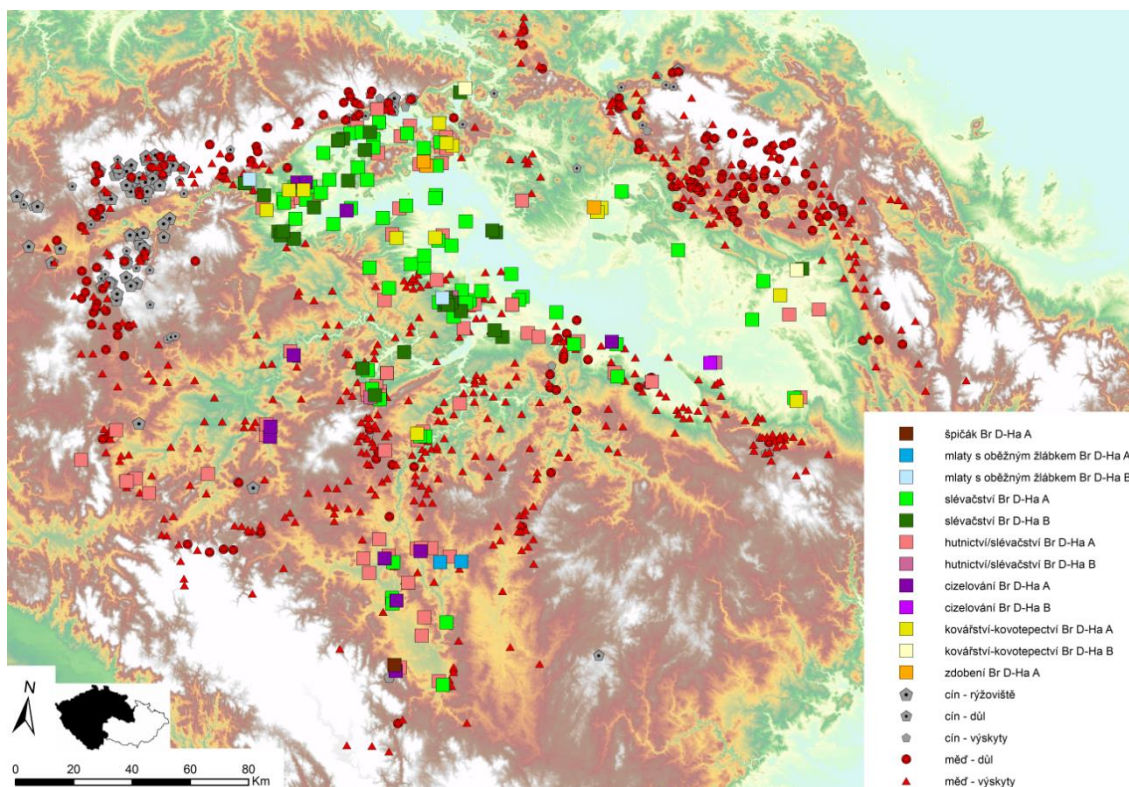 špičák Br D-Ha A
mlaty s oběžným žlábkem Br D-Ha A
mlaty s oběžným žlábkem Br D-Ha B
slévačství Br D-Ha A
slévačství Br D-Ha B
hutnictví/slévačství Br D-Ha A
hutnictví/slévačství Br D-Ha B
cizelování Br D-Ha A
cizelování Br D-Ha B
kovářství-kovotepectví Br D-Ha A
kovářství-kovotepectví Br D-Ha B
zdobení Br D-Ha A
cín - rýžoviště
cín - důl
cín - výskyty
měď - důl
měď - výskyty
N
0 20 40 80
Km